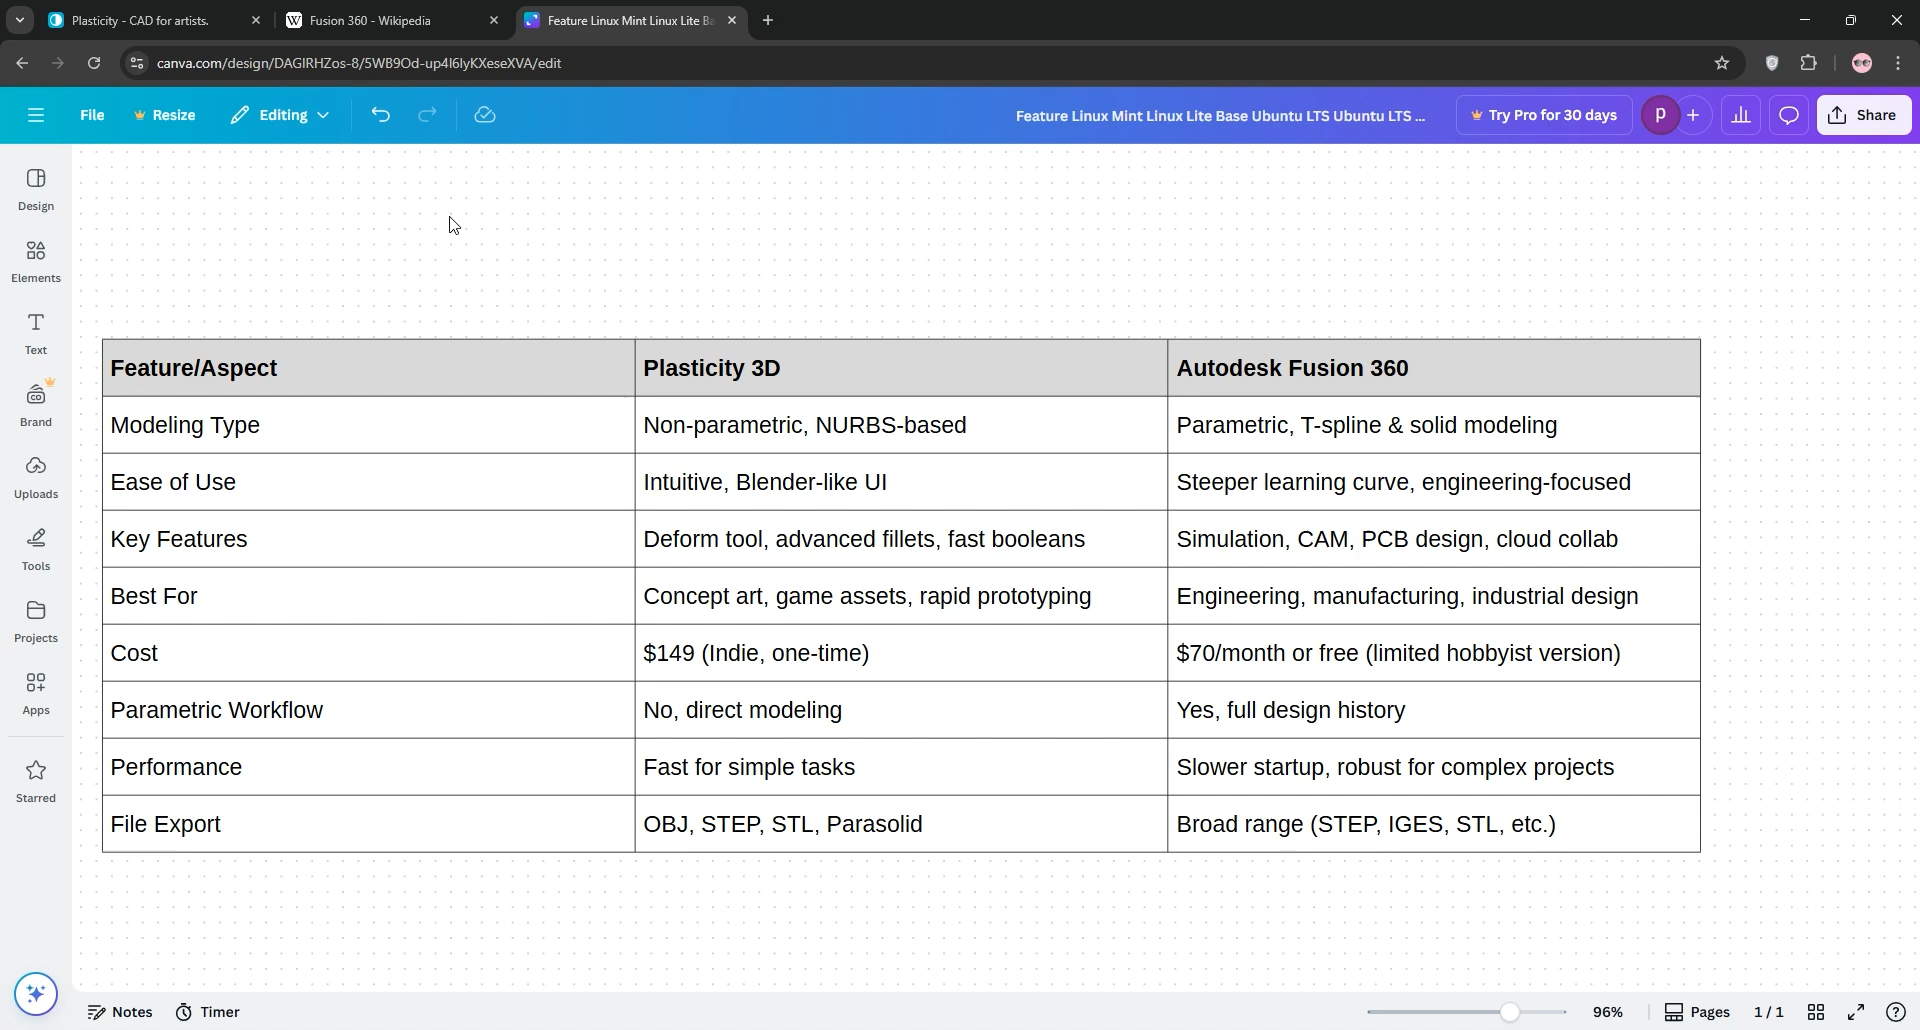 Plasticity - CAD for artists.
Fusion 360 - Wikipedia
Feature Linux Mint Linux Lite Ba
canva.com/design/DAGIRHZos-8/5WB9Od-up4I6IyKXeseXVA/edit
File
Resize
Editing
Feature Linux Mint Linux Lite Base Ubuntu LTS Ubuntu LTS ...
Try Pro for 30 days
P
Share
Design
Elements
Text
Brand
Uploads
Tools
Projects
Apps
Starred
Feature/Aspect Plasticity 3D Autodesk Fusion 360
Modeling Type Non-parametric, NURBS-based Parametric, T-spline & solid modeling
Ease of Use Intuitive, Blender-like UI Steeper learning curve, engineering-focused
Key Features Deform tool, advanced fillets, fast booleans Simulation, CAM, PCB design, cloud collab
Best For Concept art, game assets, rapid prototyping Engineering, manufacturing, industrial design
Cost $149 (Indie, one-time) $70/month or free (limited hobbyist version)
Parametric Workflow No, direct modeling Yes, full design history
Performance Fast for simple tasks Slower startup, robust for complex projects
File Export OBJ, STEP, STL, Parasolid Broad range (STEP, IGES, STL, etc.)
Notes
Timer
96%
Pages
1 / 1